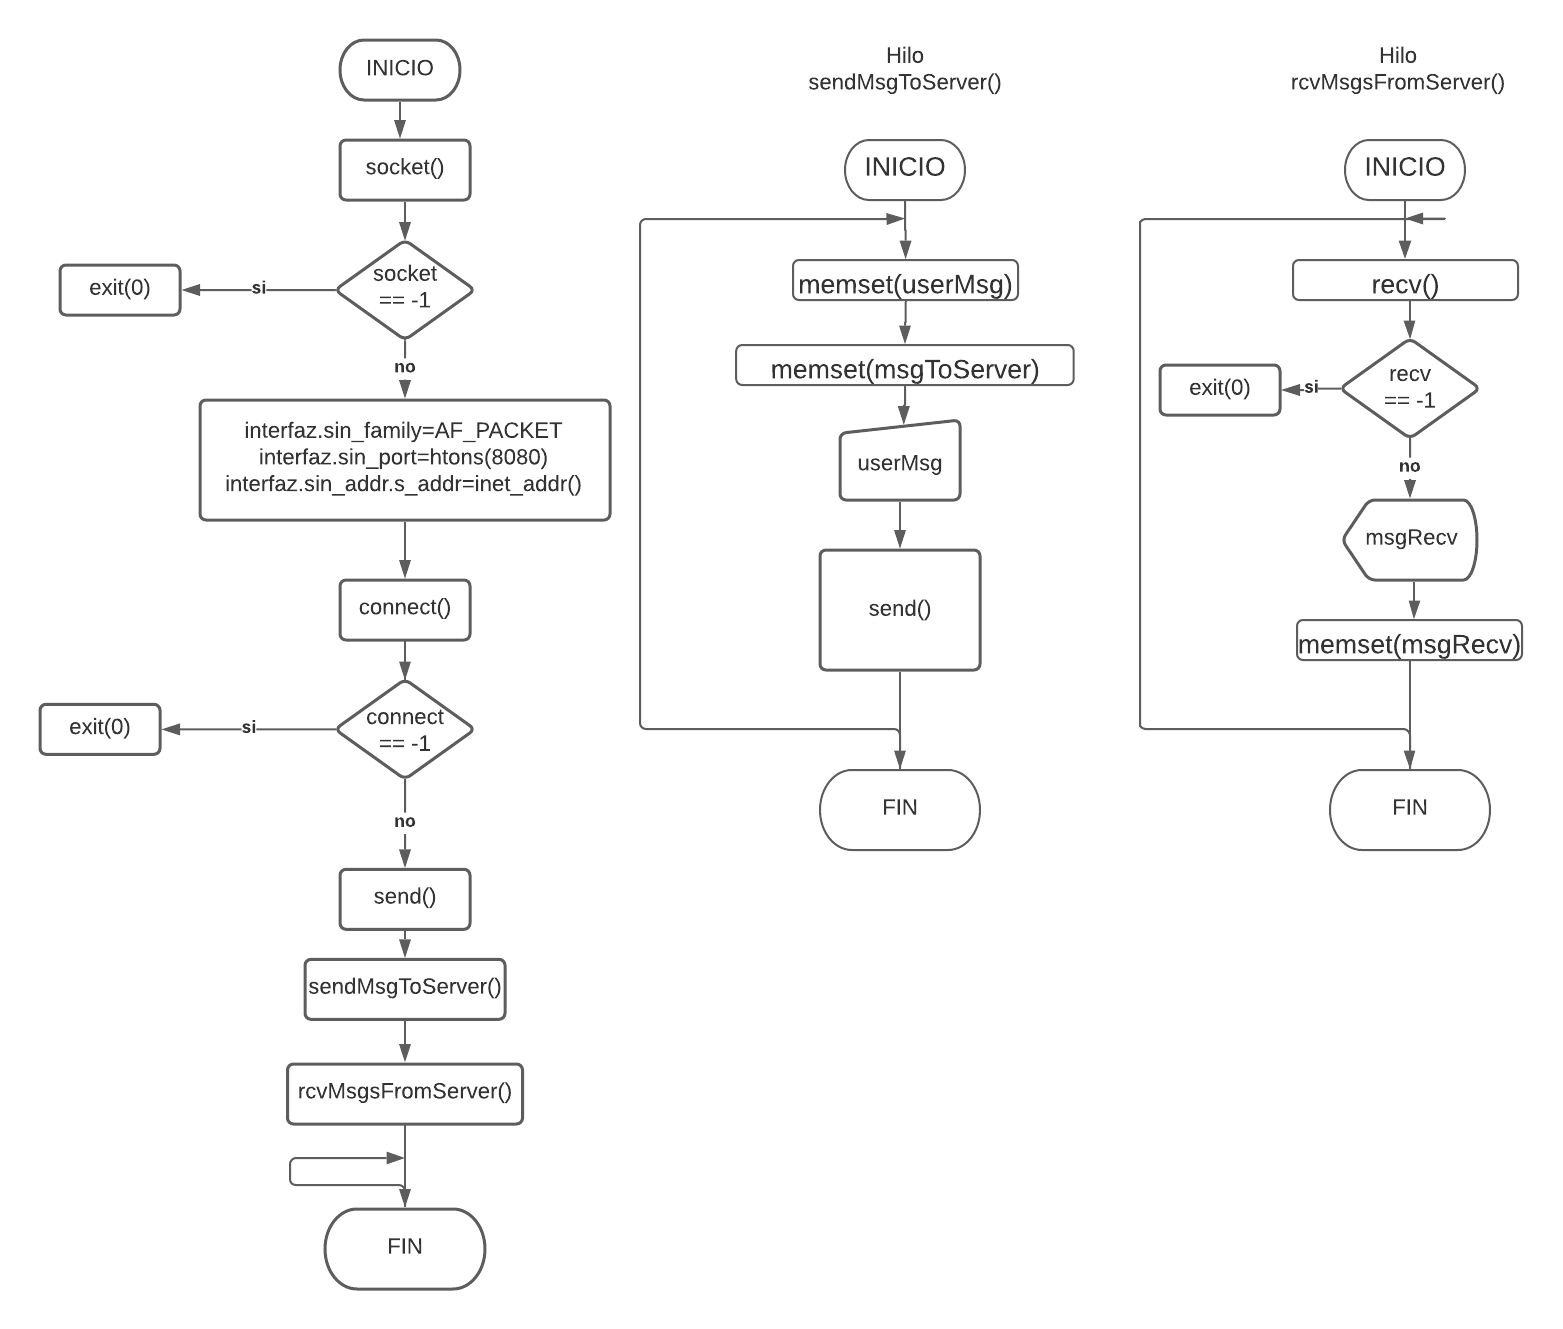 INICIO
socket()
socket
== -1
si
exit(0)
no
interfaz.sin_family=AF_PACKET
interfaz.sin_port=htons(8080)
interfaz.sin_addr.s_addr=inet_addr()
connect()
connect
== -1
si
exit(0)
no
send()
sendMsgToServer()
rcvMsgsFromServer()
FIN
Hilo
sendMsgToServer()
INICIO
memset(userMsg)
memset(msgToServer)
userMsg
send()
FIN
Hilo
rcvMsgsFromServer()
INICIO
recv()
recv
== -1
si
exit(0)
no
msgRecv
memset(msgRecv)
FIN